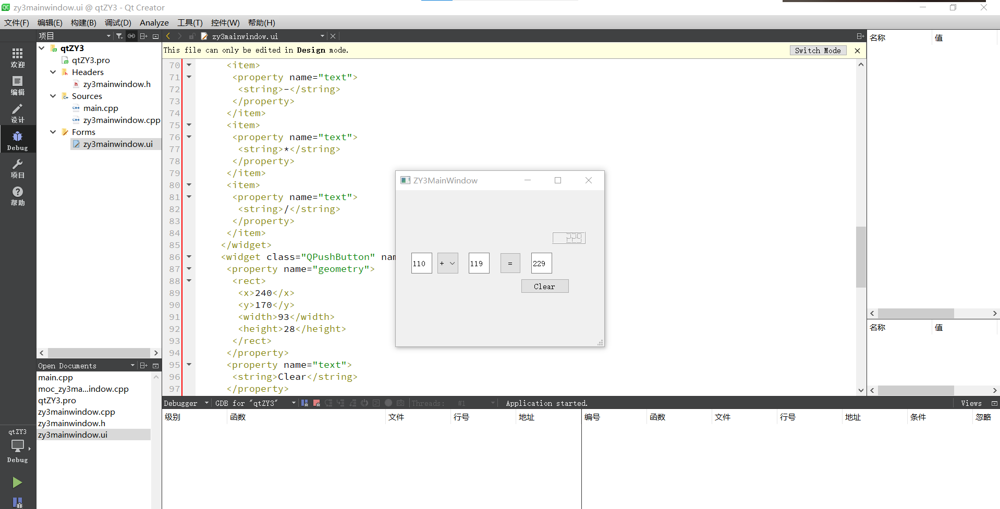 zy3mainwindow.ui @ qtZY3 - Qt Creator
文件(F) 编辑(E) 构建(B) 调试(D) Analyze 工具(T) 控件(W) 帮助(H)
项目
zy3mainwindow.ui
名称 值
欢迎
编辑
设计
Debug
项目
帮助
qtZY3
qtZY3.pro
Headers
zy3mainwindow.h
Sources
main.cpp
zy3mainwindow.cpp
Forms
zy3mainwindow.ui
This file can only be edited in Design mode.
Switch Mode
70 <item>
71 <property name="text">
72 <string>-</string>
73 </property>
74 </item>
75 <item>
76 <property name="text">
77 <string>*</string>
78 </property>
79 </item>
80 <item>
81 <property name="text">
82 <string>/</string>
83 </property>
84 </item>
85 </widget>
86 <widget class="QPushButton" nam
87 <property name="geometry">
88 <rect>
89 <x>240</x>
90 <y>170</y>
91 <width>93</width>
92 <height>28</height>
93 </rect>
94 </property>
95 <property name="text">
96 <string>Clear</string>
97 </property>
ZY3MainWindow
229
110 + 119 = 229
Clear
名称 值
Open Documents
main.cpp
moc_zy3ma...indow.cpp
qtZY3.pro
zy3mainwindow.cpp
zy3mainwindow.h
zy3mainwindow.ui
Debugger GDB for "qtZY3" Threads: #1 Application started. Views
级别 函数 文件 行号 地址
编号 函数 文件 行号 地址 条件 忽略
qtZY3
Debug